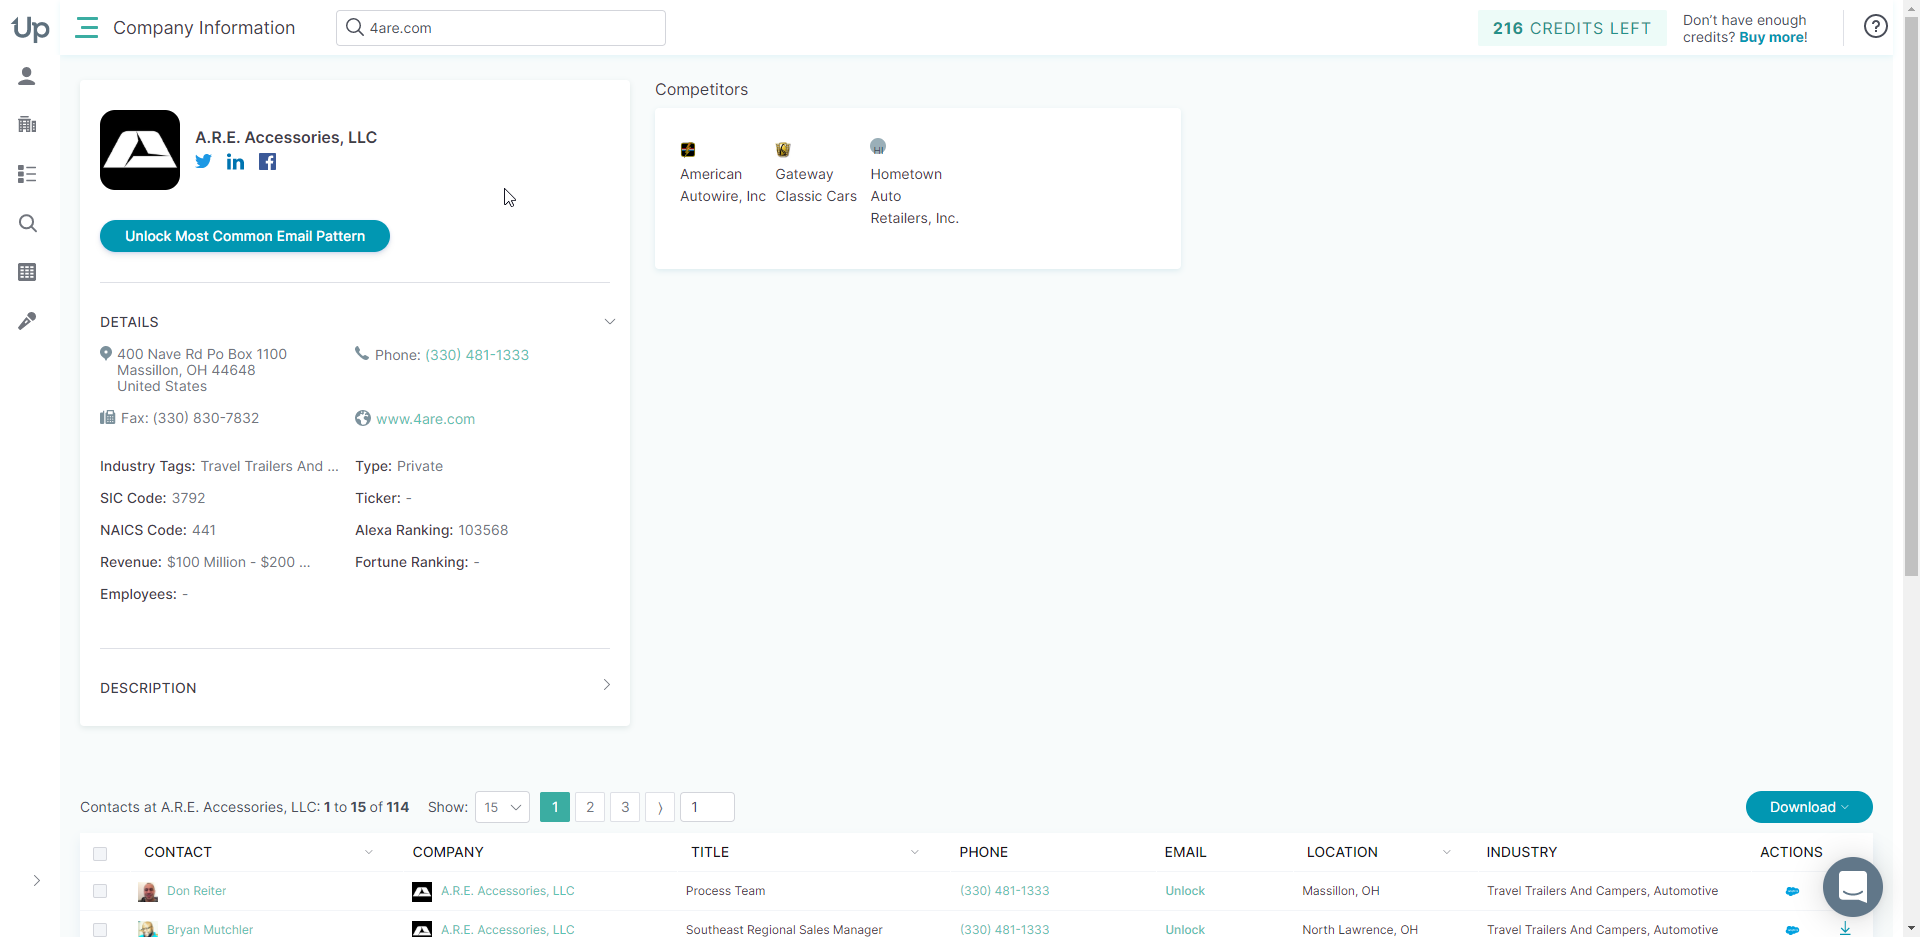 Up
Company Information
4are.com
216 CREDITS LEFT
Don't have enough
credits? Buy more!
A.R.E. Accessories, LLC
Unlock Most Common Email Pattern
DETAILS
400 Nave Rd Po Box 1100
Massillon, OH 44648
United States
Phone: (330) 481-1333
Fax: (330) 830-7832
www.4are.com
Industry Tags: Travel Trailers And ...
Type: Private
SIC Code: 3792
Ticker: -
NAICS Code: 441
Alexa Ranking: 103568
Revenue: $100 Million - $200 ...
Fortune Ranking: -
Employees: -
DESCRIPTION
Competitors
American
Autowire, Inc
Gateway
Classic Cars
HI
Hometown
Auto
Retailers, Inc.
Contacts at A.R.E. Accessories, LLC: 1 to 15 of 114
Show: 15
1 2 3 ⟩ 1
Download
CONTACT COMPANY TITLE PHONE EMAIL LOCATION INDUSTRY ACTIONS
Don Reiter A.R.E. Accessories, LLC Process Team (330) 481-1333 Unlock Massillon, OH Travel Trailers And Campers, Automotive
Bryan Mutchler A.R.E. Accessories, LLC Southeast Regional Sales Manager (330) 481-1333 Unlock North Lawrence, OH Travel Trailers And Campers, Automotive